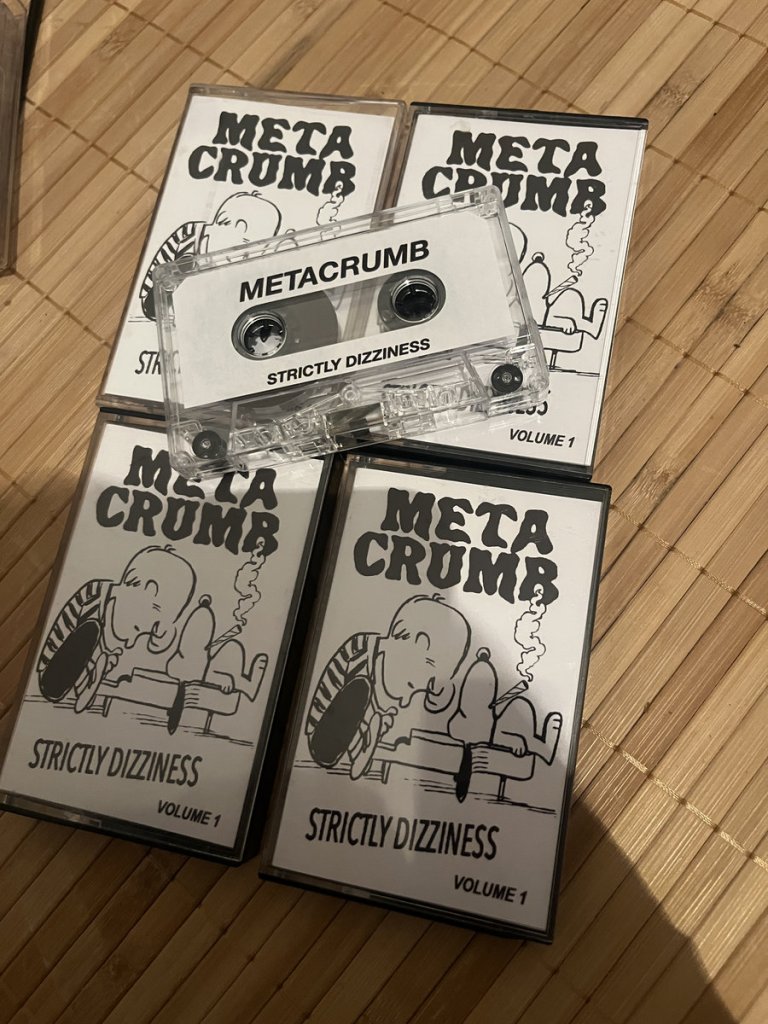 META
CRUMB
META
CRUMB
VOLUME 1
METACRUMB
STRICTLY DIZZINESS
META
CRUMB
STRICTLY DIZZINESS
VOLUME 1
META
CRUMB
STRICTLY DIZZINESS
VOLUME 1